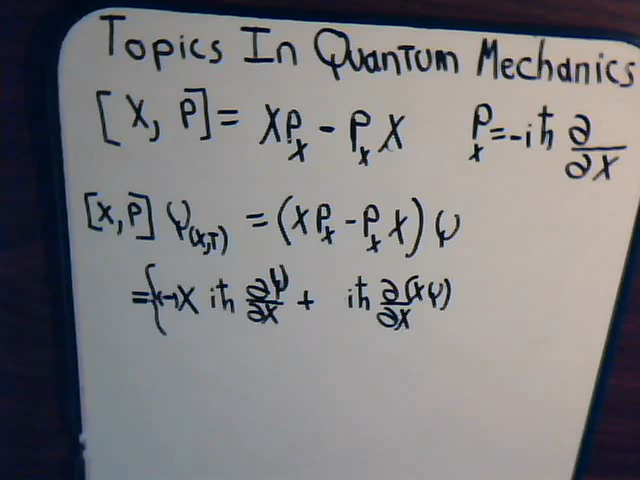 Topics In Quantum Mechanics
[X, P] = XPₓ - PₓX    Pₓ = -iħ ∂/∂X
[X, P] Ψ(X,T) = (XPₓ - PₓX)Ψ
= -X iħ ∂Ψ/∂X + iħ ∂(XΨ)/∂X